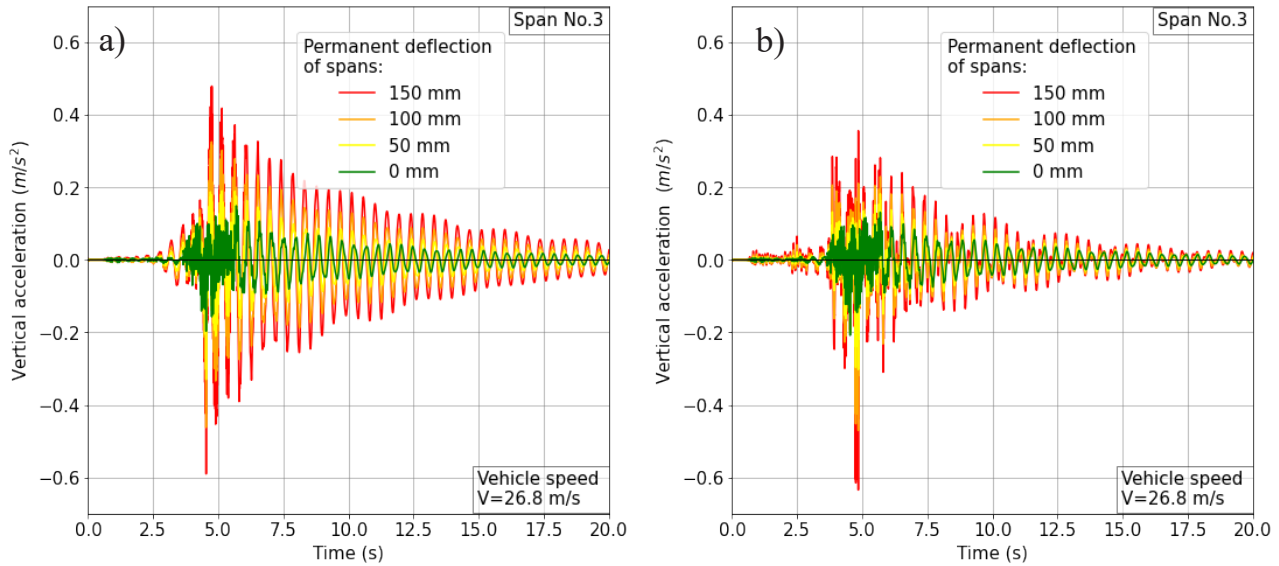 a)
Span No.3
Permanent deflection
of spans:
150 mm
100 mm
50 mm
0 mm
0.6
0.4
0.2
0.0
−0.2
−0.4
−0.6
Vertical acceleration (m/s²)
Vehicle speed
V=26.8 m/s
0.0 2.5 5.0 7.5 10.0 12.5 15.0 17.5 20.0
Time (s)
b)
Span No.3
Permanent deflection
of spans:
150 mm
100 mm
50 mm
0 mm
0.6
0.4
0.2
0.0
−0.2
−0.4
−0.6
Vertical acceleration (m/s²)
Vehicle speed
V=26.8 m/s
0.0 2.5 5.0 7.5 10.0 12.5 15.0 17.5 20.0
Time (s)